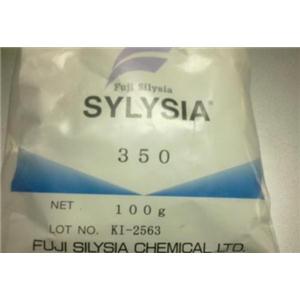 Fuji Silysia
SYLYSIA®
350
NET 100g
LOT NO. KI-2563
FUJI SILYSIA CHEMICAL LTD.